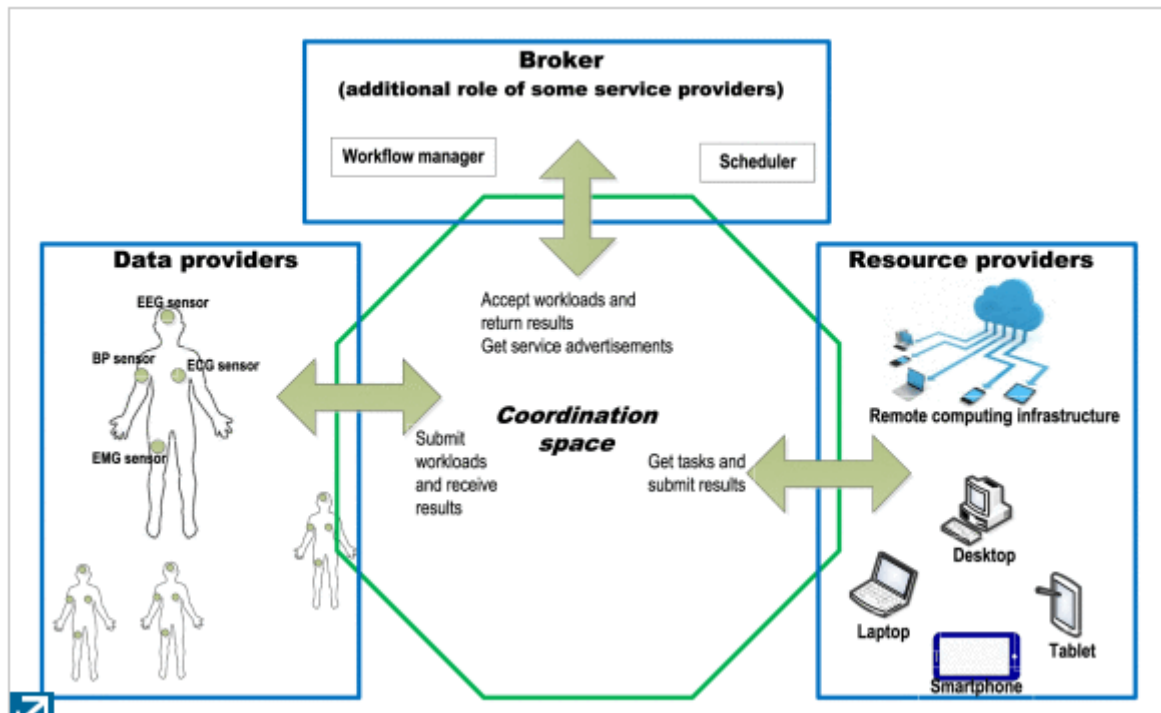 Broker
(additional role of some service providers)
Workflow manager
Scheduler
Data providers
EEG sensor
BP sensor
ECG sensor
EMG sensor
Accept workloads and
return results
Get service advertisements
Coordination
space
Submit
workloads
and receive
results
Get tasks and
submit results
Resource providers
Remote computing infrastructure
Desktop
Laptop
Tablet
Smartphone